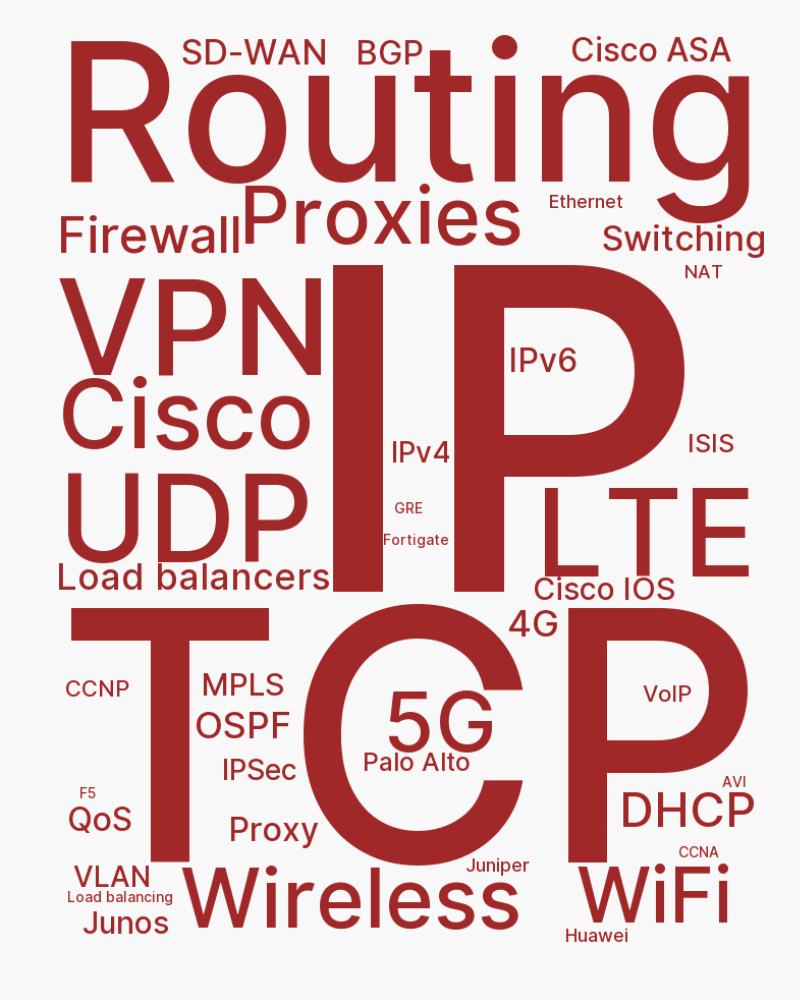 SD-WAN
BGP
Cisco ASA
Routing
Proxies
Ethernet
Firewall
Switching
NAT
VPN
IP
IPv6
Cisco
IPv4
ISIS
UDP
GRE
Fortigate
LTE
Load balancers
Cisco IOS
4G
TCP
CCNP
MPLS
VoIP
5G
OSPF
Palo Alto
IPSec
AVI
F5
QoS
Proxy
DHCP
CCNA
Juniper
VLAN
Wireless
WiFi
Load balancing
Junos
Huawei